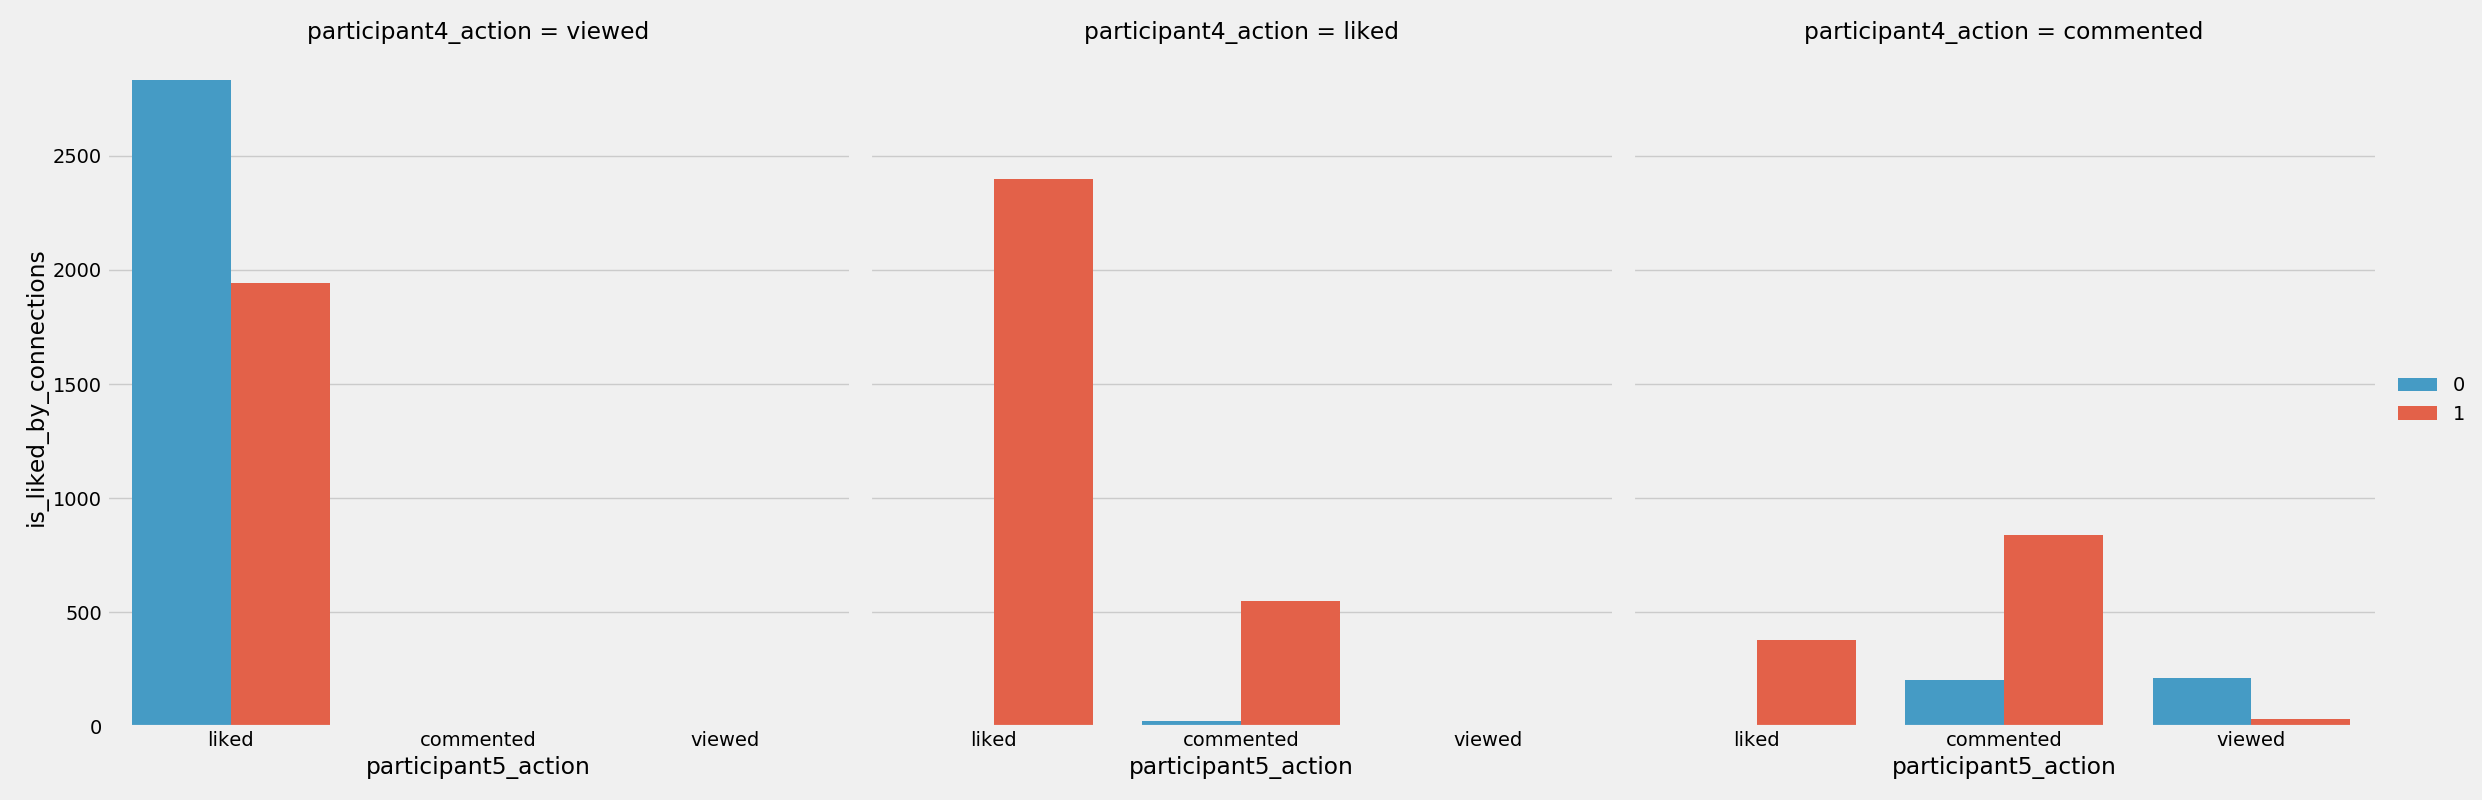 participant4_action = viewed
participant4_action = liked
participant4_action = commented
is_liked_by_connections
2500
2000
1500
1000
500
0
liked commented viewed
participant5_action
liked commented viewed
participant5_action
liked commented viewed
participant5_action
0
1